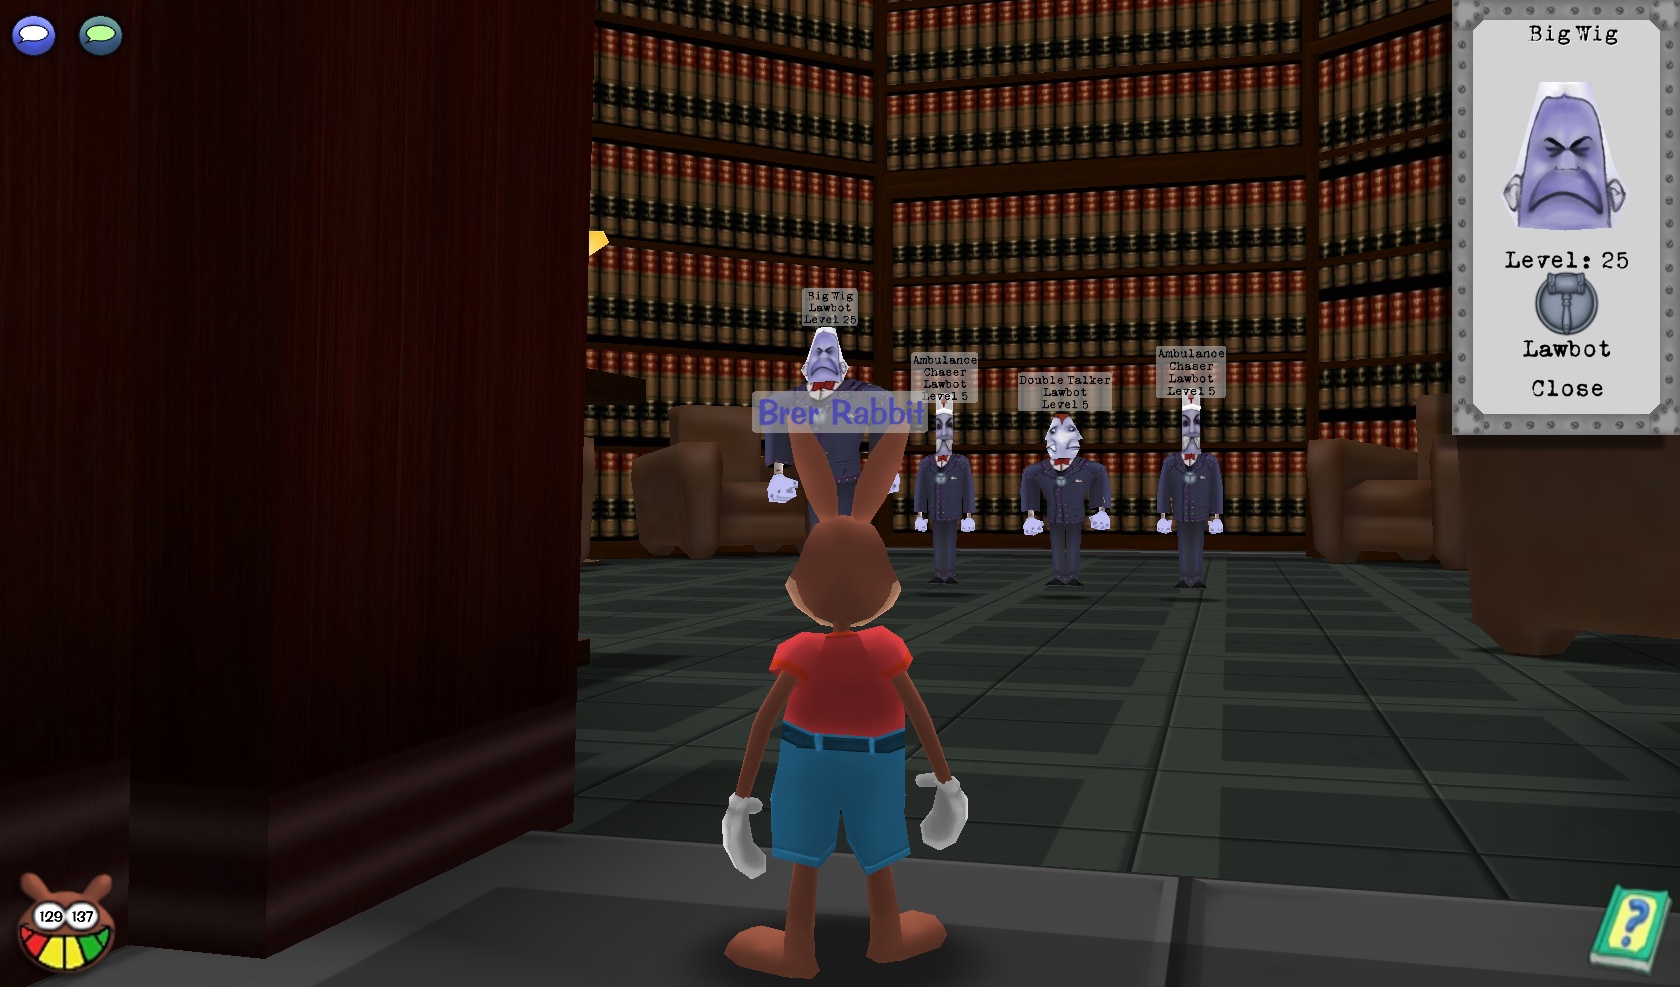 Big Wig
Level: 25
Lawbot
Close
Big Wig
Lawbot
Level 25
Ambulance
Chaser
Lawbot
Level 5
Double Talker
Lawbot
Level 5
Ambulance
Chaser
Lawbot
Level 5
Brer Rabbit
129 137
?